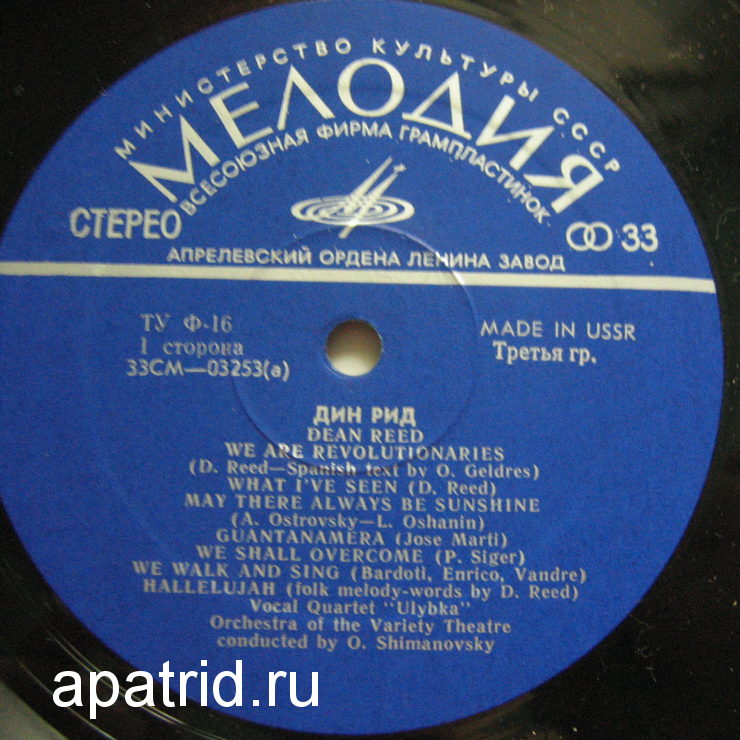 МИНИСТЕРСТВО КУЛЬТУРЫ СССР
МЕЛОДИЯ
ВСЕСОЮЗНАЯ ФИРМА ГРАМПЛАСТИНОК
СТЕРЕО
33
АПРЕЛЕВСКИЙ ОРДЕНА ЛЕНИНА ЗАВОД
ТУ Ф-16
1 сторона
33СМ—03253(а)
MADE IN USSR
Третья гр.
ДИН РИД
DEAN REED
WE ARE REVOLUTIONARIES
(D. Reed—Spanish text by O. Geldres)
WHAT I'VE SEEN (D. Reed)
MAY THERE ALWAYS BE SUNSHINE
(A. Ostrovsky—L. Oshanin)
GUANTANAMERA (Jose Marti)
WE SHALL OVERCOME (P. Siger)
WE WALK AND SING (Bardoti, Enrico, Vandre)
HALLELUJAH (folk melody-words by D. Reed)
Vocal Quartet "Ulybka"
Orchestra of the Variety Theatre
conducted by O. Shimanovsky
apatrid.ru